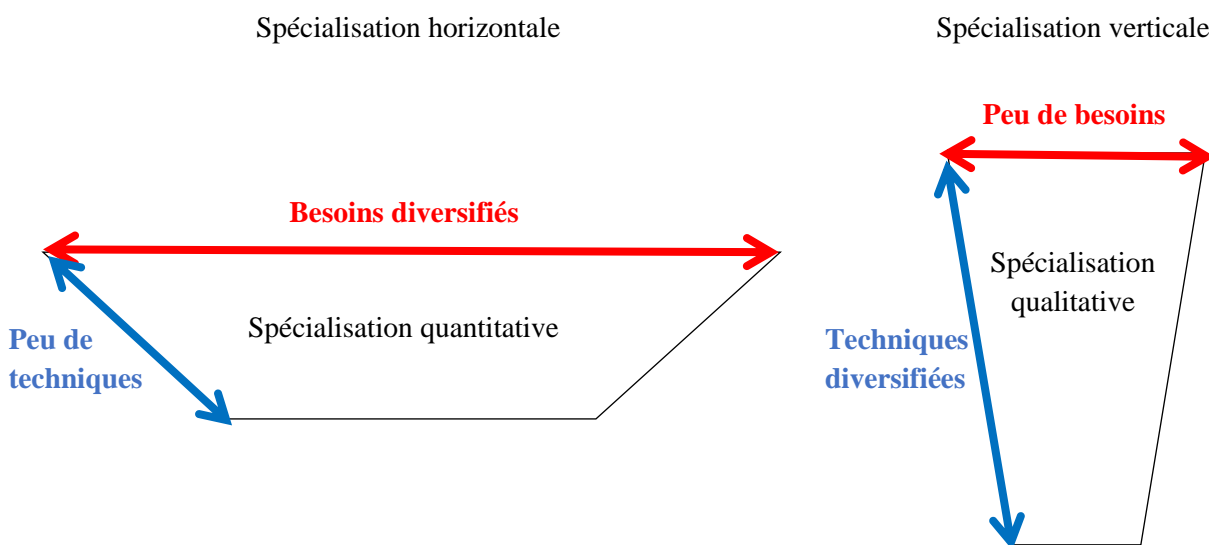 Spécialisation horizontale
Besoins diversifiés
Peu de
techniques
Spécialisation quantitative
Spécialisation verticale
Peu de besoins
Techniques
diversifiées
Spécialisation
qualitative